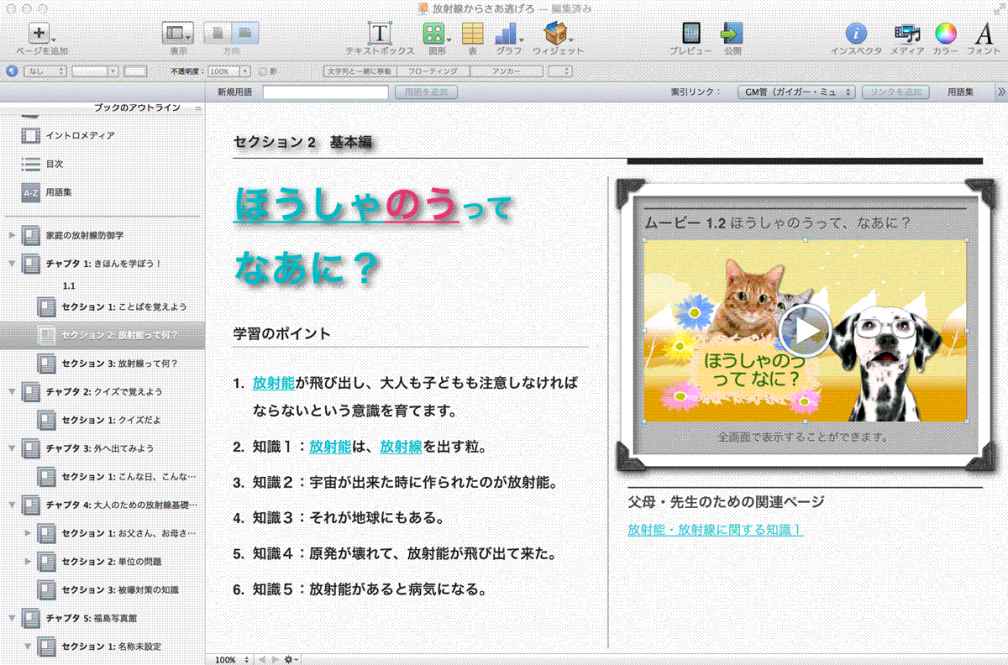 放射線からさあ逃げろ — 編集済み
ページを追加
表示
方向
テキストボックス
図形
表
グラフ
ウィジェット
プレビュー
公開
インスペクタ
メディア
カラー
フォント
なし
不透明度：
100%
影
文字列と一緒に移動
フローティング
アンカー
新規用語
用語を追加
索引リンク：
GM管（ガイガー・ミュ
リンクを追加
用語集
ブックのアウトライン
イントロメディア
目次
A-Z 用語集
家庭の放射線防御学
チャプタ 1: きほんを学ぼう！
1.1
セクション 1: ことばを覚えよう
セクション 2: 放射能って何？
セクション 3: 放射線って何？
チャプタ 2: クイズで覚えよう
セクション 1: クイズだよ
チャプタ 3: 外へ出てみよう
セクション 1: こんな日、こんな…
チャプタ 4: 大人のための放射線基礎…
セクション 1: お父さん、お母さ…
セクション 2: 単位の問題
セクション 3: 被曝対策の知識
チャプタ 5: 福島写真館
セクション 1: 名称未設定
セクション 2　基本編
ほうしゃのうって
なあに？
学習のポイント
1. 放射能が飛び出し、大人も子どもも注意しなければ
ならないという意識を育てます。
2. 知識１：放射能は、放射線を出す粒。
3. 知識２：宇宙が出来た時に作られたのが放射能。
4. 知識３：それが地球にもある。
5. 知識４：原発が壊れて、放射能が飛び出て来た。
6. 知識５：放射能があると病気になる。
ムービー 1.2 ほうしゃのうって、なあに？
ほうしゃのう
って なに？
全画面で表示することができます。
父母・先生のための関連ページ
放射能・放射線に関する知識１
100%